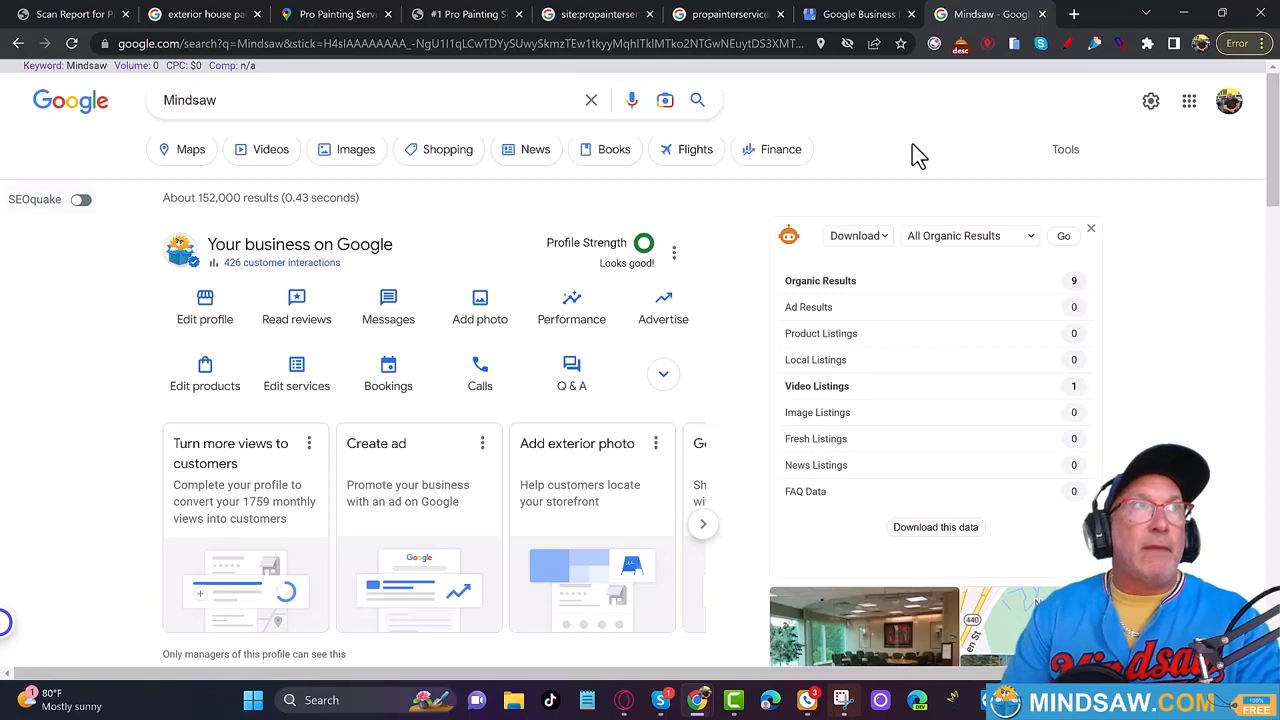 Scan Report for P
exterior house pa
Pro Painting Serv
#1 Pro Painting S
site:propainterser
propainterservice
Google Business
Mindsaw - Google
google.com/search?q=Mindsaw&stick=
Error
Keyword: Mindsaw Volume: 0 CPC: $0 Comp: n/a
Google
Mindsaw
Maps
Videos
Images
Shopping
News
Books
Flights
Finance
Tools
SEOquake
About 152,000 results (0.43 seconds)
Your business on Google
426 customer interactions
Profile Strength
Looks good!
Edit profile
Read reviews
Messages
Add photo
Performance
Advertise
Edit products
Edit services
Bookings
Calls
Q & A
Turn more views to
customers
Complete your profile to
convert your 1759 monthly
views into customers
Create ad
Promote your business
with an ad on Google
Google
Add exterior photo
Help customers locate
your storefront
Only managers of this profile can see this
Download
All Organic Results
Go
Organic Results 9
Ad Results 0
Product Listings 0
Local Listings 0
Video Listings 1
Image Listings 0
Fresh Listings 0
News Listings 0
FAQ Data 0
Download this data
440
Mindsaw
80°F
Mostly sunny
Search
MINDSAW.COM
100%
FREE